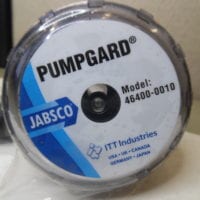 PUMPGARD®
Model:
46400-0010
JABSCO
ITT Industries
USA • UK • CANADA
GERMANY • JAPAN